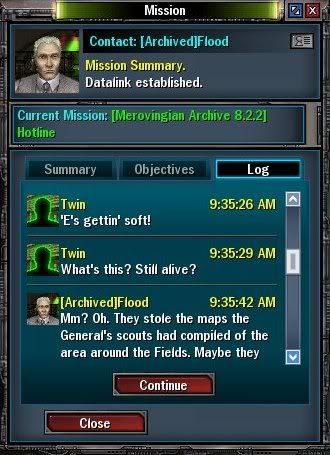 Mission
Contact: [Archived]Flood
Mission Summary.
Datalink established.
Current Mission: [Merovingian Archive 8.2.2]
Hotline
Summary Objectives Log
Twin 9:35:26 AM
'E's gettin' soft!
Twin 9:35:29 AM
What's this? Still alive?
[Archived]Flood 9:35:42 AM
Mm? Oh. They stole the maps the
General's scouts had compiled of the
area around the Fields. Maybe they
Continue
Close